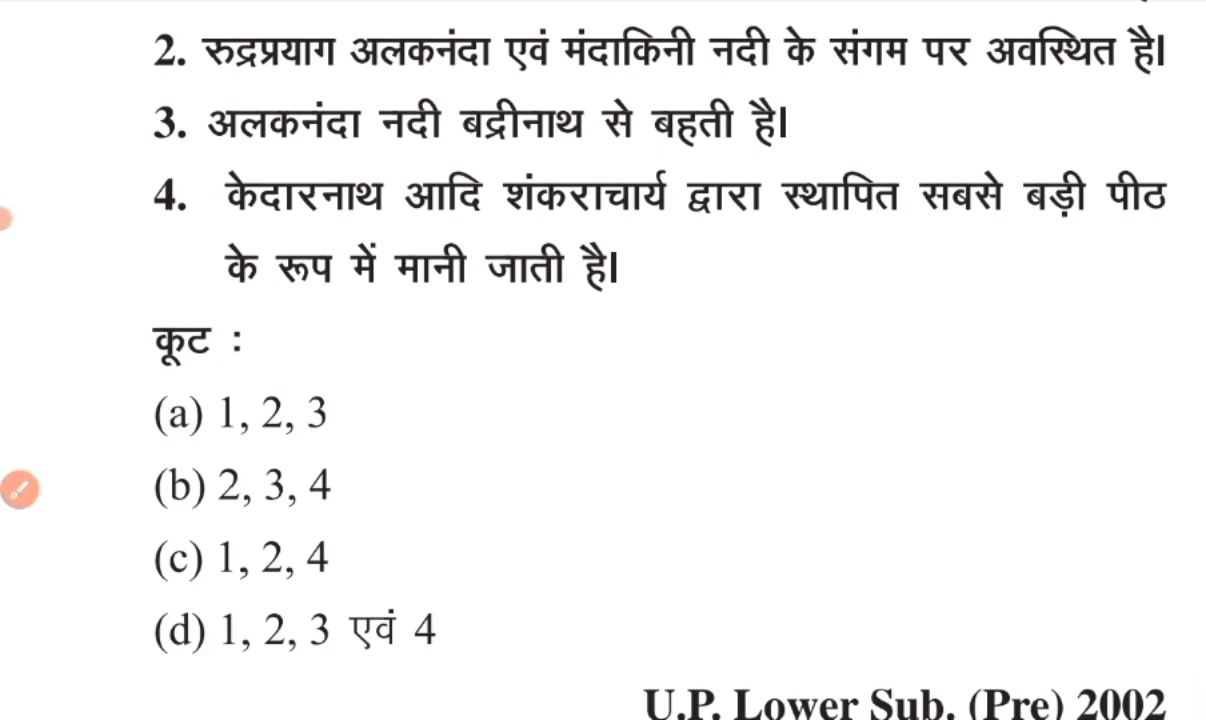 2. रुद्रप्रयाग अलकनंदा एवं मंदाकिनी नदी के संगम पर अवस्थित है।
3. अलकनंदा नदी बद्रीनाथ से बहती है।
4. केदारनाथ आदि शंकराचार्य द्वारा स्थापित सबसे बड़ी पीठ
के रूप में मानी जाती है।
कूट :
(a) 1, 2, 3
(b) 2, 3, 4
(c) 1, 2, 4
(d) 1, 2, 3 एवं 4
U.P. Lower Sub. (Pre) 2002